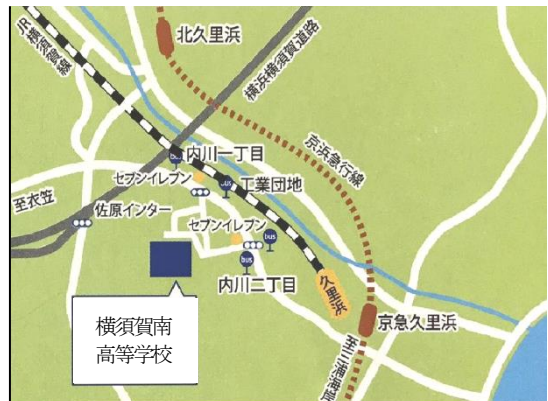 JR横須賀線
北久里浜
横浜横須賀道路
京浜急行線
bus
内川一丁目
セブンイレブン
bus
工業団地
至衣笠
佐原インター
セブンイレブン
bus
bus
内川二丁目
久里浜
京急久里浜
至三浦海岸
横須賀南
高等学校